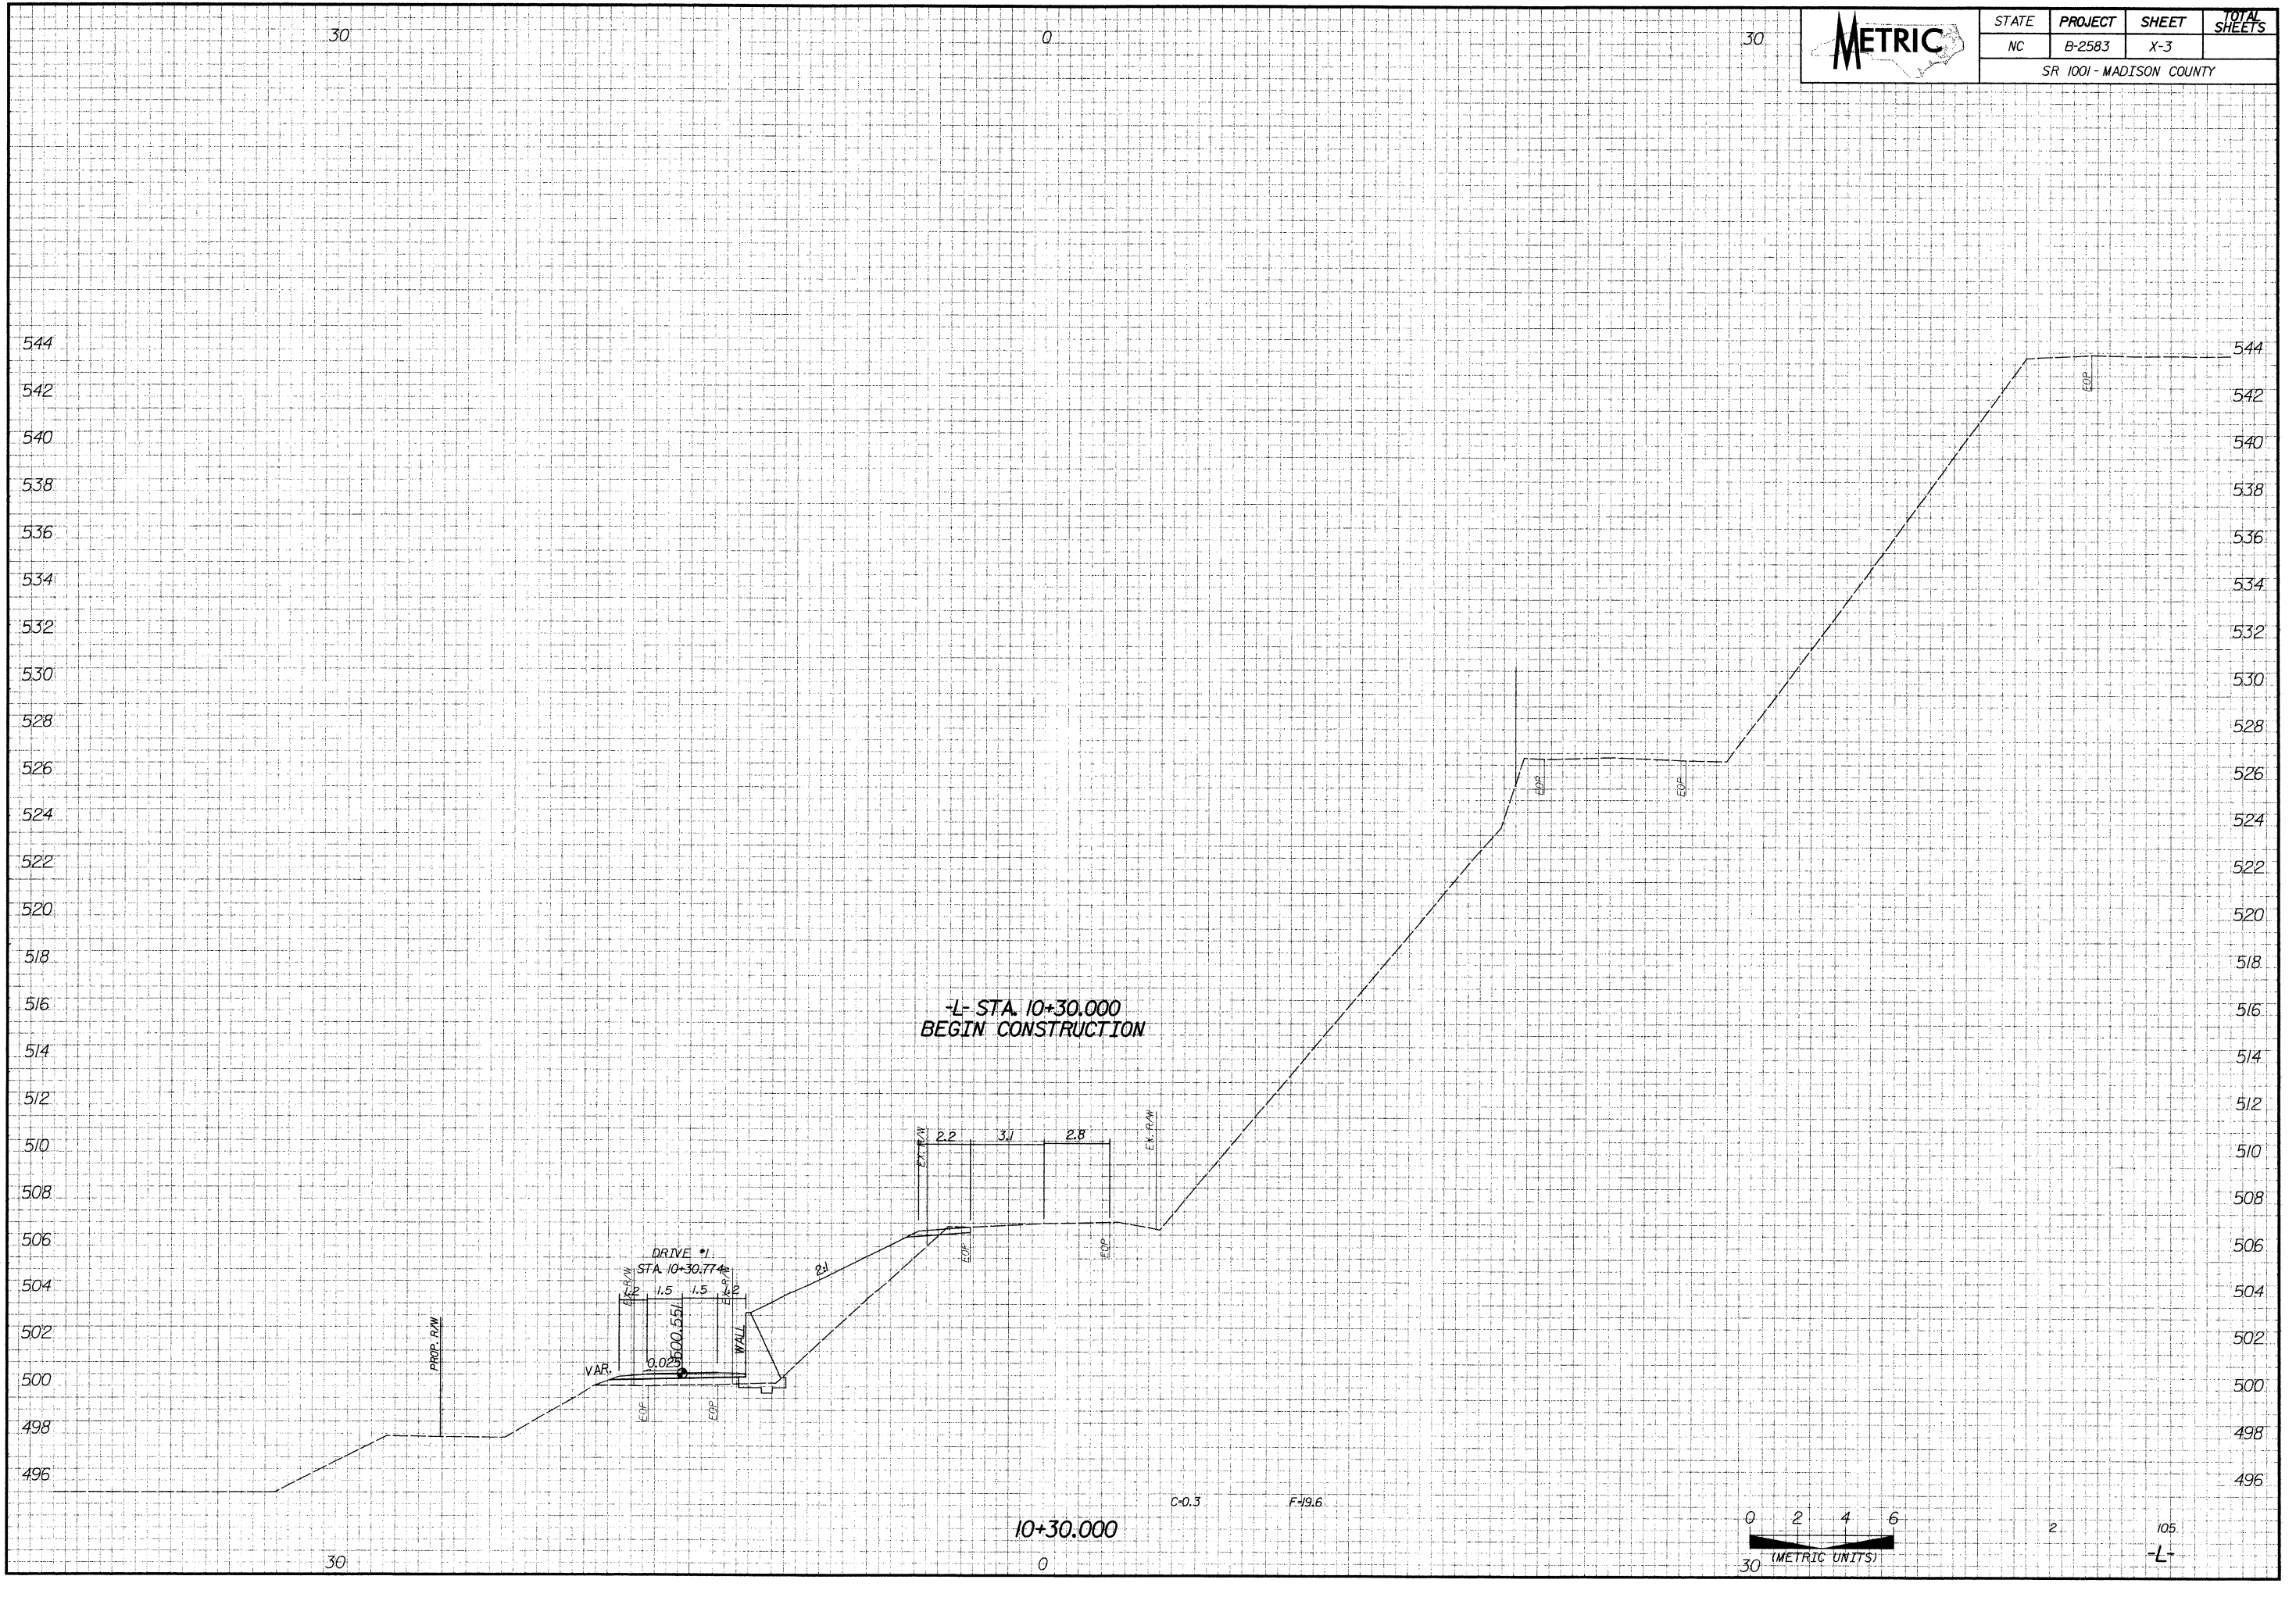 30 0 30
METRIC
STATE PROJECT SHEET TOTAL SHEETS
NC B-2583 X-3
SR 1001 - MADISON COUNTY
544 544
EOP
542 542
540 540
538 538
536 536
534 534
532 532
530 530
528 528
526 526
EOP EOP
524 524
522 522
520 520
518 518
516 516
-L- STA. 10+30.000
BEGIN CONSTRUCTION
514 514
512 512
EX. R/W EX. R/W
2.2 3.1 2.8
510 510
508 508
506 506
EOP EOP
DRIVE #1
STA. 10+30.774
2:1
EX. R/W EX. R/W
1.2 1.5 1.5 1.2
504 504
502 502
PROP. R/W
500.551
WALL
VAR. 0.025
500 500
EOP EOP
498 498
496 496
C=0.3 F=19.6
10+30.000
0 2 4 6
(METRIC UNITS)
2 105
-L-
30 0 30